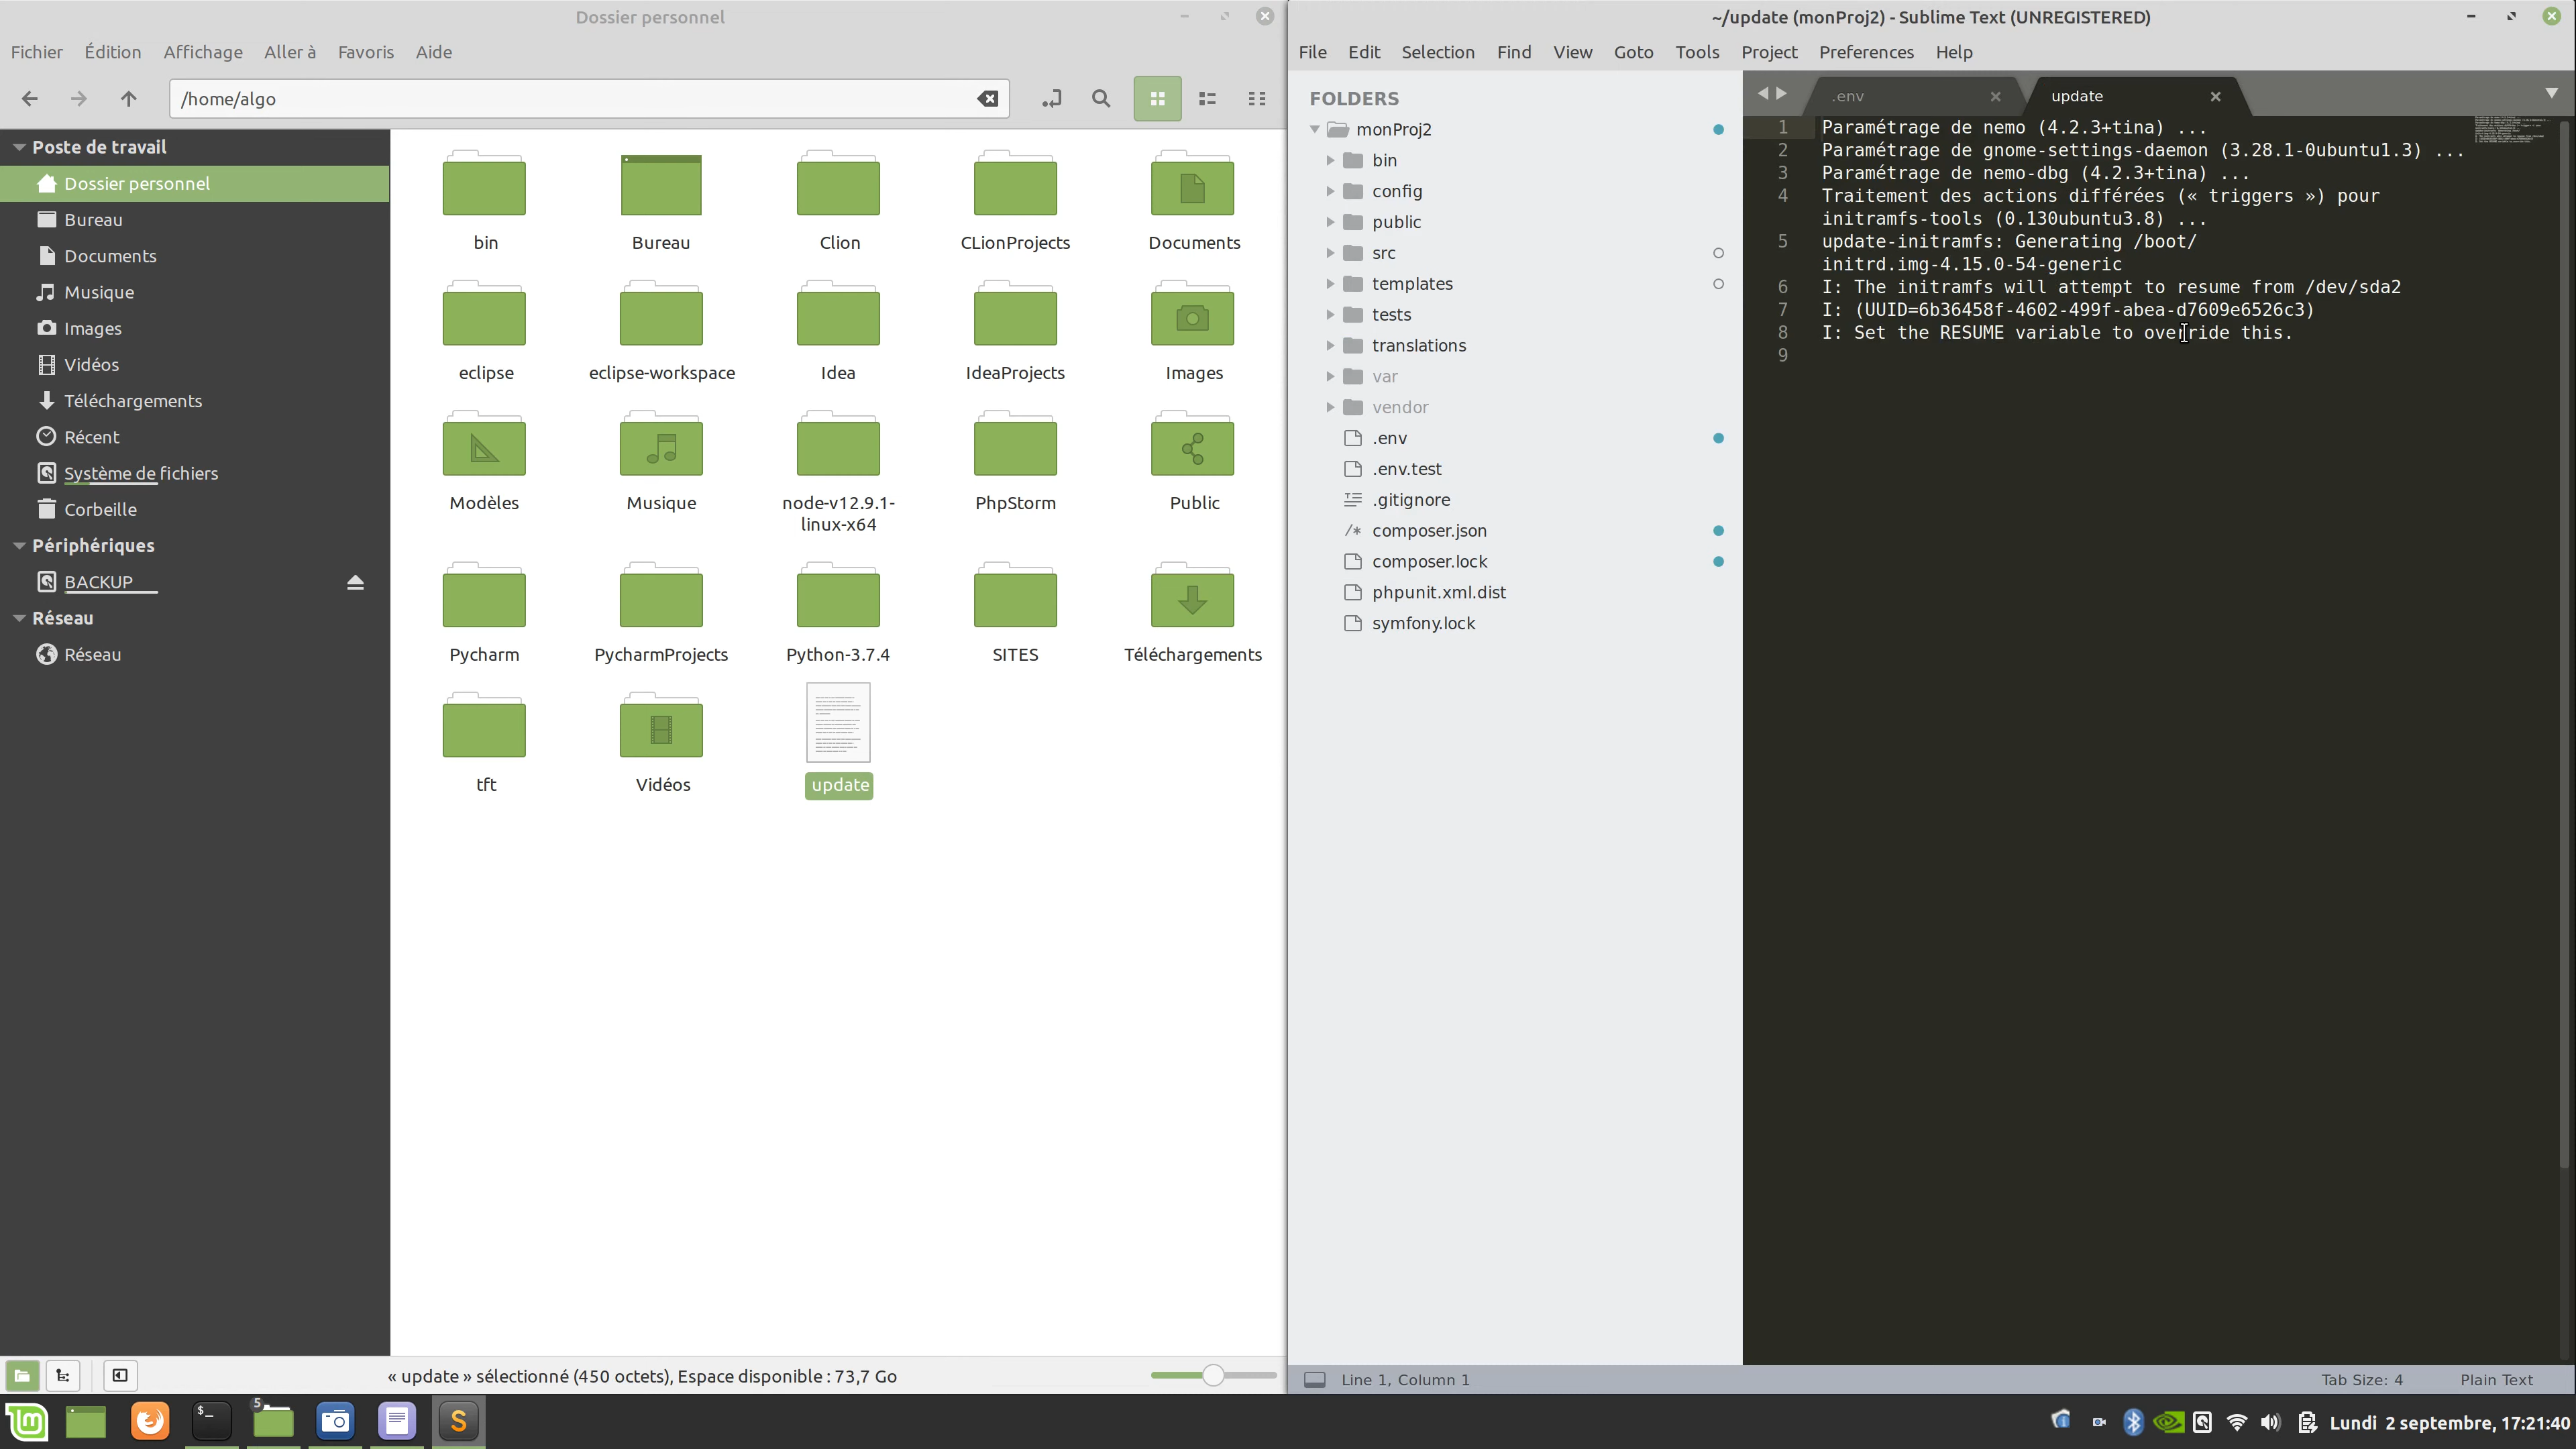 Dossier personnel
Fichier Édition Affichage Aller à Favoris Aide
/home/algo
Poste de travail
Dossier personnel
Bureau
Documents
Musique
Images
Vidéos
Téléchargements
Récent
Système de fichiers
Corbeille
Périphériques
BACKUP
Réseau
Réseau
bin Bureau Clion CLionProjects Documents
eclipse eclipse-workspace Idea IdeaProjects Images
Modèles Musique node-v12.9.1-linux-x64 PhpStorm Public
Pycharm PycharmProjects Python-3.7.4 SITES Téléchargements
tft Vidéos update
« update » sélectionné (450 octets), Espace disponible : 73,7 Go
~/update (monProj2) - Sublime Text (UNREGISTERED)
File Edit Selection Find View Goto Tools Project Preferences Help
FOLDERS
monProj2
bin
config
public
src
templates
tests
translations
var
vendor
.env
.env.test
.gitignore
/* composer.json
composer.lock
phpunit.xml.dist
symfony.lock
.env update
1 Paramétrage de nemo (4.2.3+tina) ...
2 Paramétrage de gnome-settings-daemon (3.28.1-0ubuntu1.3) ...
3 Paramétrage de nemo-dbg (4.2.3+tina) ...
4 Traitement des actions différées (« triggers ») pour
initramfs-tools (0.130ubuntu3.8) ...
5 update-initramfs: Generating /boot/
initrd.img-4.15.0-54-generic
6 I: The initramfs will attempt to resume from /dev/sda2
7 I: (UUID=6b36458f-4602-499f-abea-d7609e6526c3)
8 I: Set the RESUME variable to override this.
9
Line 1, Column 1 Tab Size: 4 Plain Text
$_ 5 S Lundi 2 septembre, 17:21:40